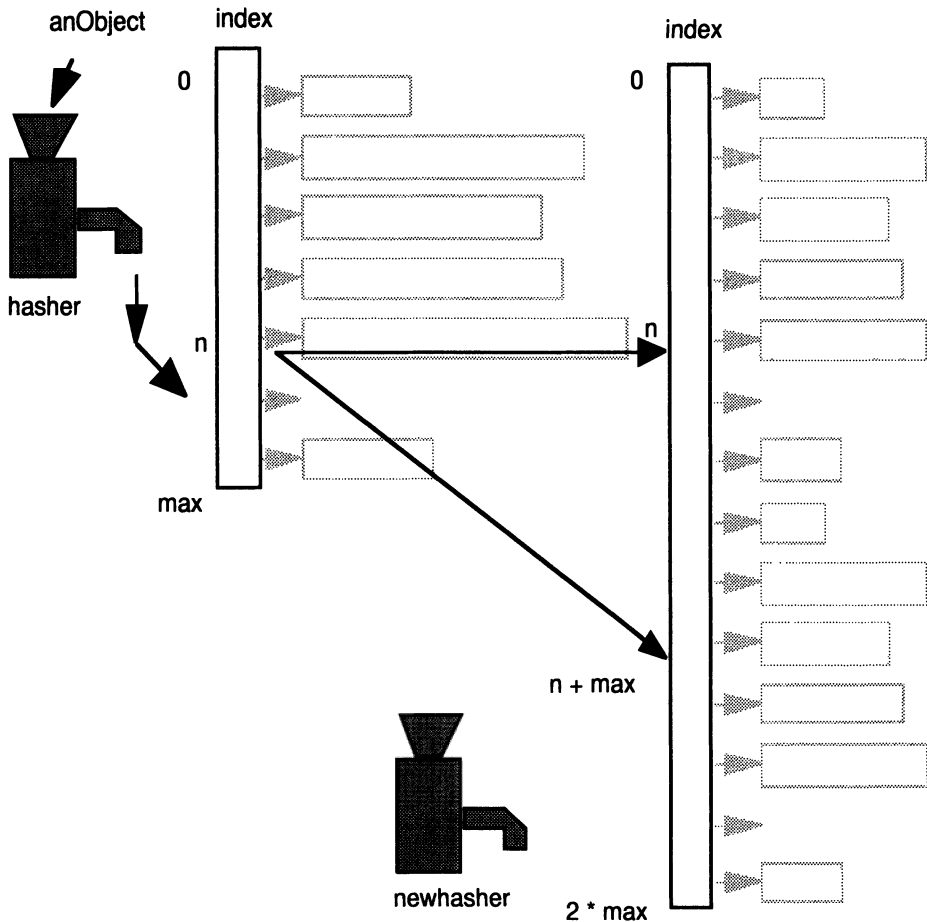 anObject
index
index
0
0
hasher
n
n
max
n + max
newhasher
2 * max